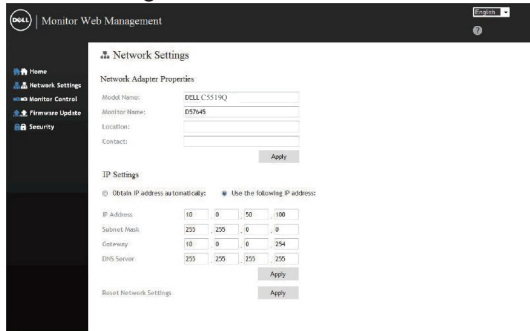 DELL Monitor Web Management
English
Home
Network Settings
Monitor Control
Firmware Update
Security
Network Settings
Network Adapter Properties
Model Name: DELL C5519Q
Monitor Name: D57645
Location:
Contact:
Apply
IP Settings
Obtain IP address automatically: Use the following IP address:
IP Address 10 . 0 . 50 . 100
Subnet Mask 255 . 255 . 0 . 0
Gateway 10 . 0 . 0 . 254
DNS Server 255 . 255 . 255 . 255
Apply
Reset Network Settings Apply